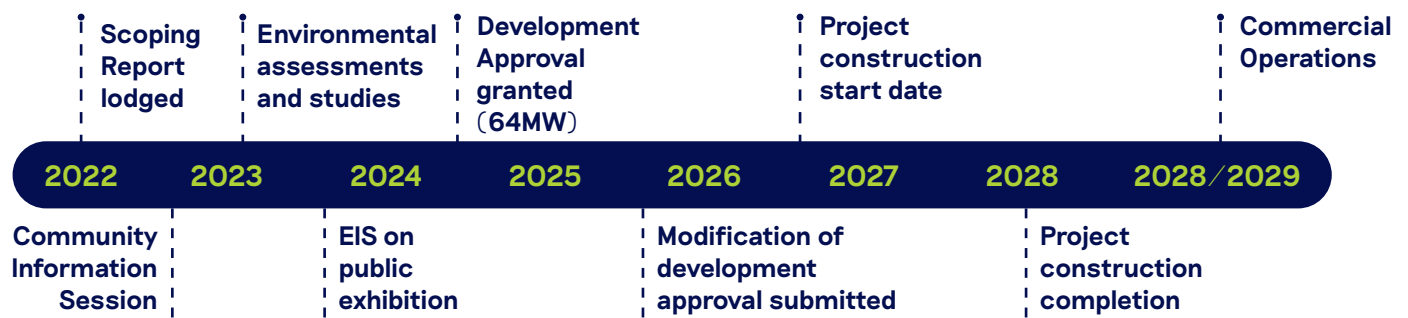 Scoping
Report
lodged
Environmental
assessments
and studies
Development
Approval
granted
(64MW)
Project
construction
start date
Commercial
Operations
2022 2023 2024 2025 2026 2027 2028 2028/2029
Community
Information
Session
EIS on
public
exhibition
Modification of
development
approval submitted
Project
construction
completion